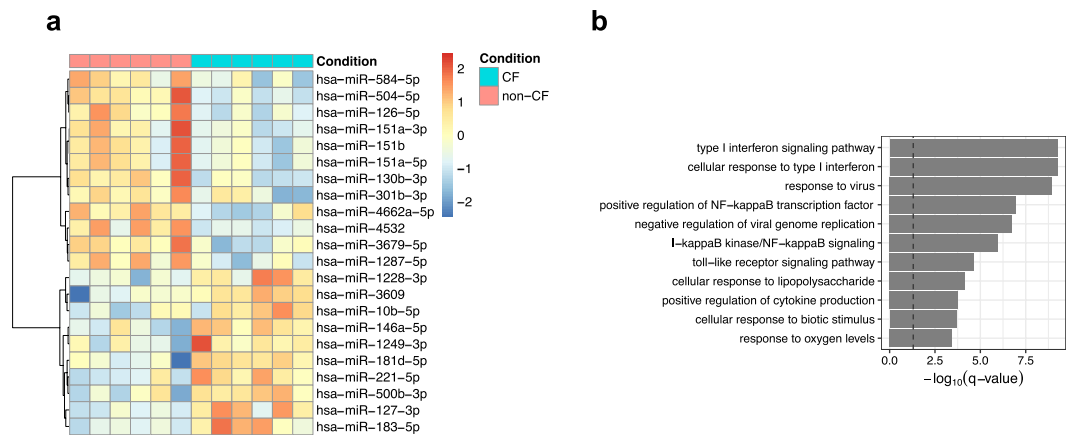 a
Condition
hsa-miR-584-5p
hsa-miR-504-5p
hsa-miR-126-5p
hsa-miR-151a-3p
hsa-miR-151b
hsa-miR-151a-5p
hsa-miR-130b-3p
hsa-miR-301b-3p
hsa-miR-4662a-5p
hsa-miR-4532
hsa-miR-3679-5p
hsa-miR-1287-5p
hsa-miR-1228-3p
hsa-miR-3609
hsa-miR-10b-5p
hsa-miR-146a-5p
hsa-miR-1249-3p
hsa-miR-181d-5p
hsa-miR-221-5p
hsa-miR-500b-3p
hsa-miR-127-3p
hsa-miR-183-5p
2
1
0
−1
−2
Condition
CF
non-CF
b
type I interferon signaling pathway
cellular response to type I interferon
response to virus
positive regulation of NF-kappaB transcription factor
negative regulation of viral genome replication
I-kappaB kinase/NF-kappaB signaling
toll-like receptor signaling pathway
cellular response to lipopolysaccharide
positive regulation of cytokine production
cellular response to biotic stimulus
response to oxygen levels
0.0 2.5 5.0 7.5
−log₁₀(q-value)